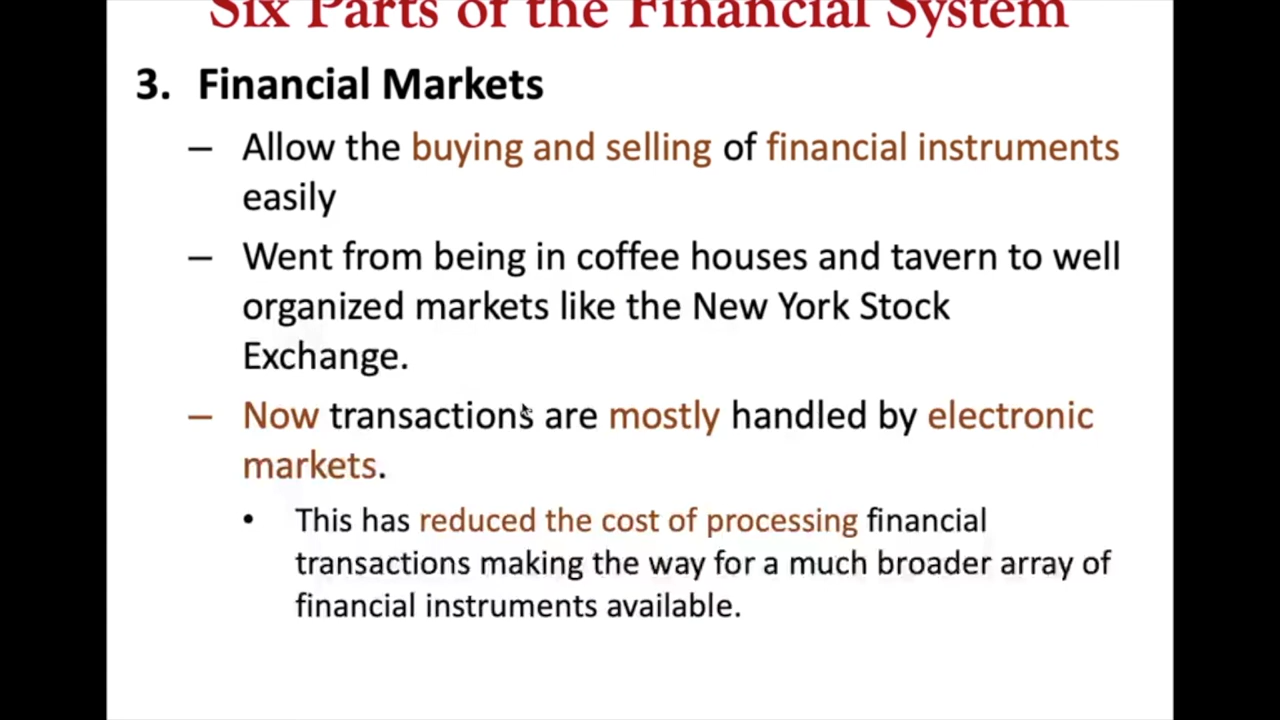 Six Parts of the Financial System
3. Financial Markets
– Allow the buying and selling of financial instruments
easily
– Went from being in coffee houses and tavern to well
organized markets like the New York Stock
Exchange.
– Now transactions are mostly handled by electronic
markets.
• This has reduced the cost of processing financial
transactions making the way for a much broader array of
financial instruments available.